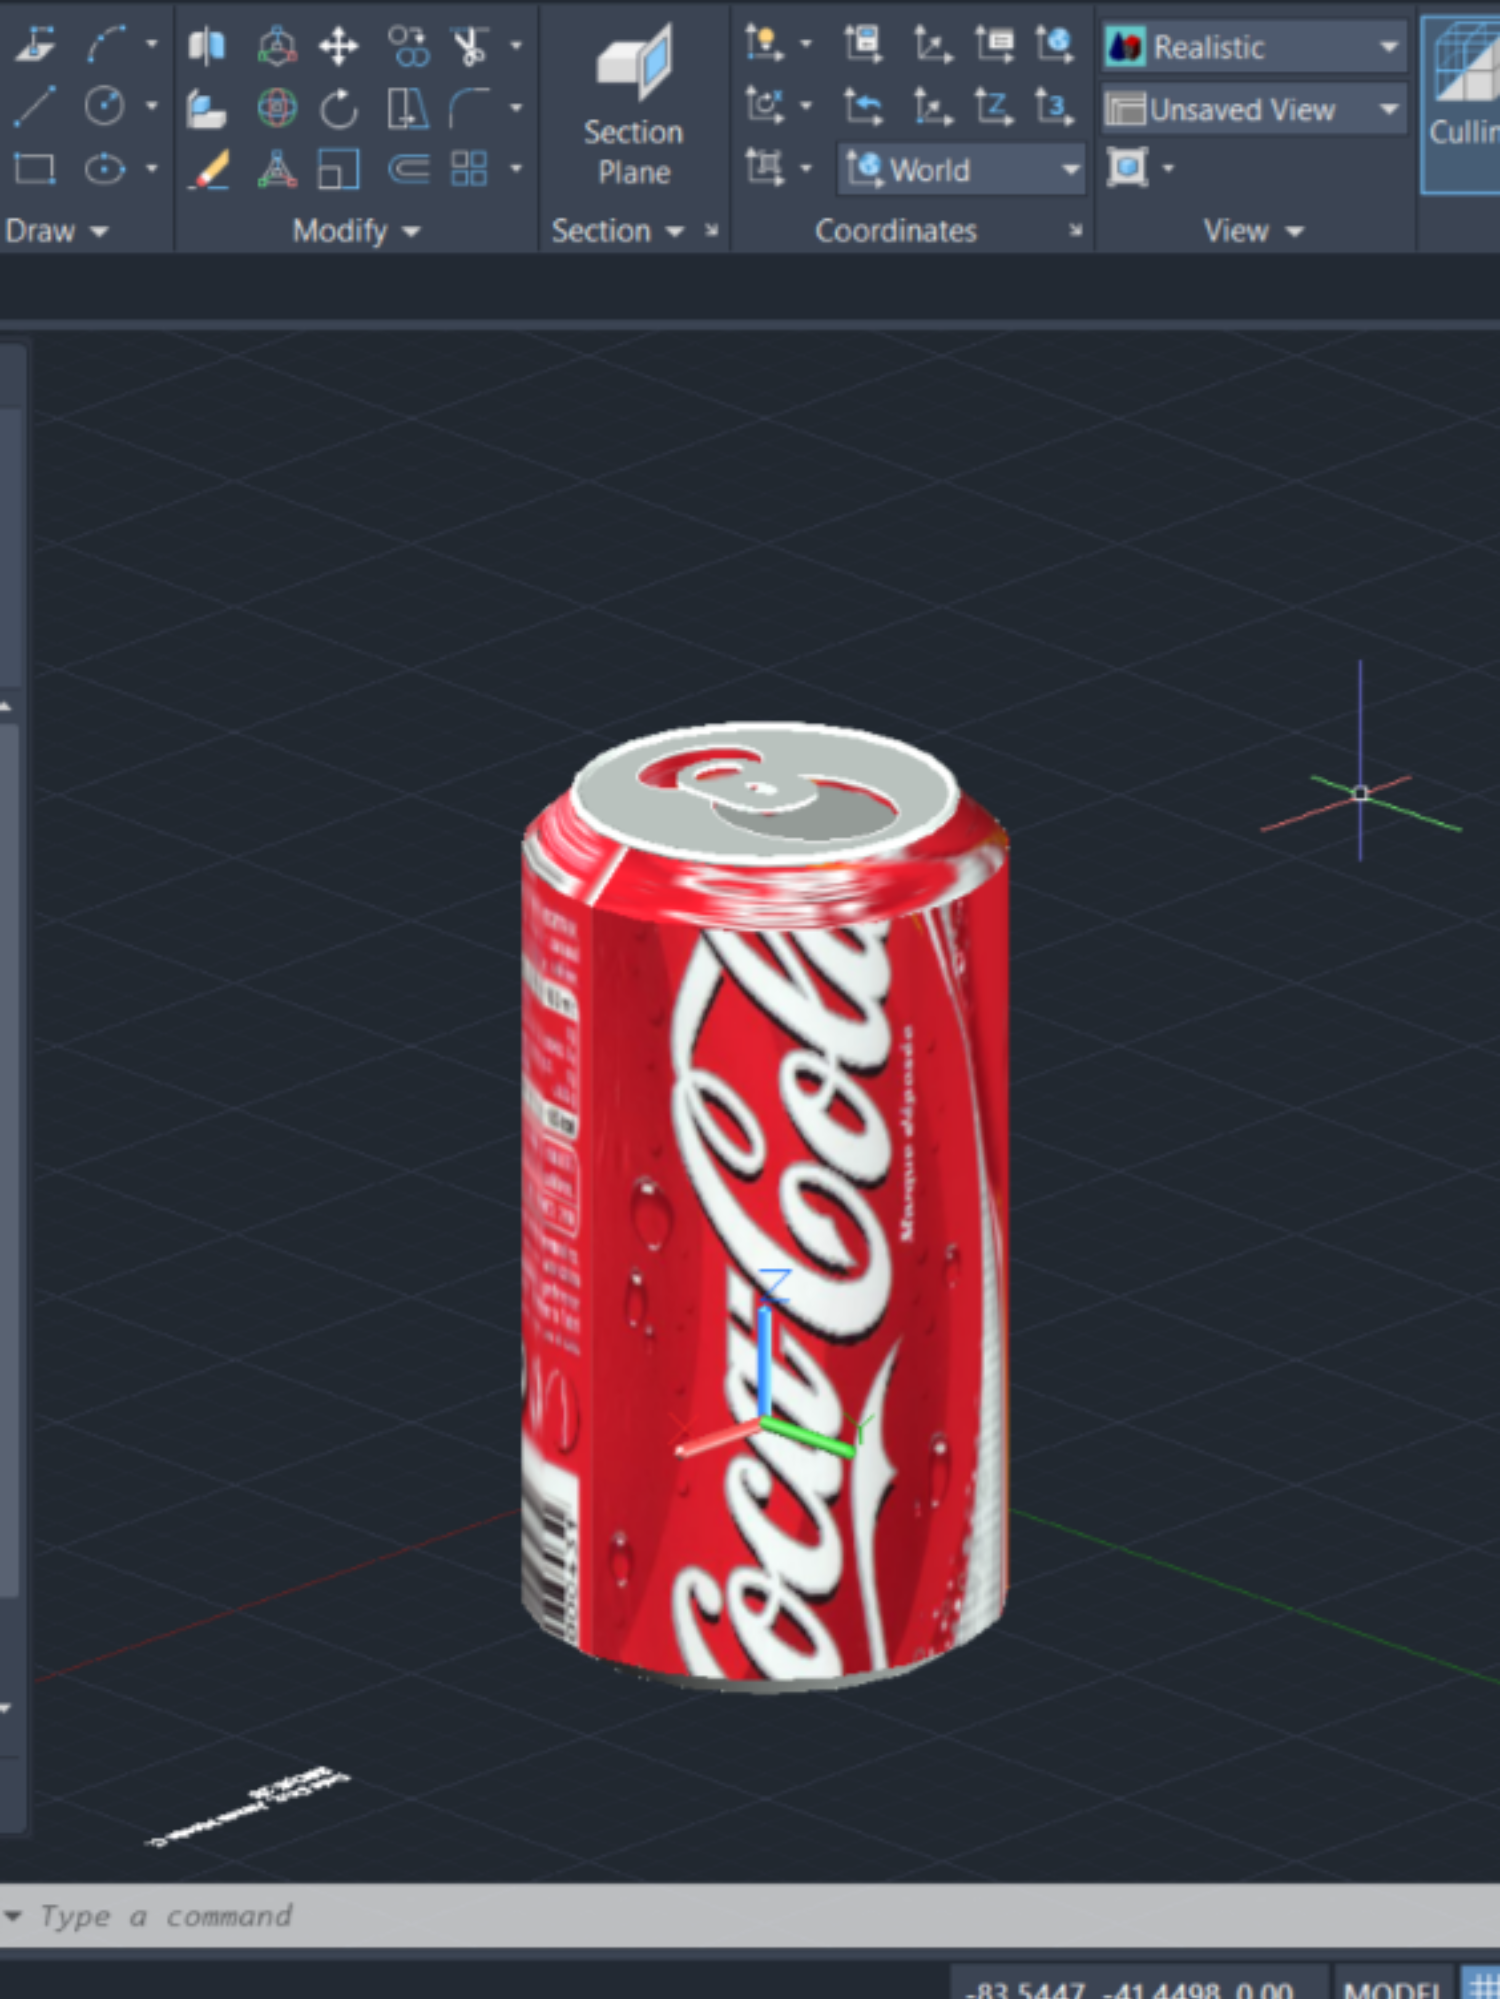 Realistic
Unsaved View
Section
Plane
World
Cullin
Draw
Modify
Section
Coordinates
View
Coca Cola
Marque déposée
Z
X
Y
Type a command
-83.5447, -41.4498, 0.00
MODEL